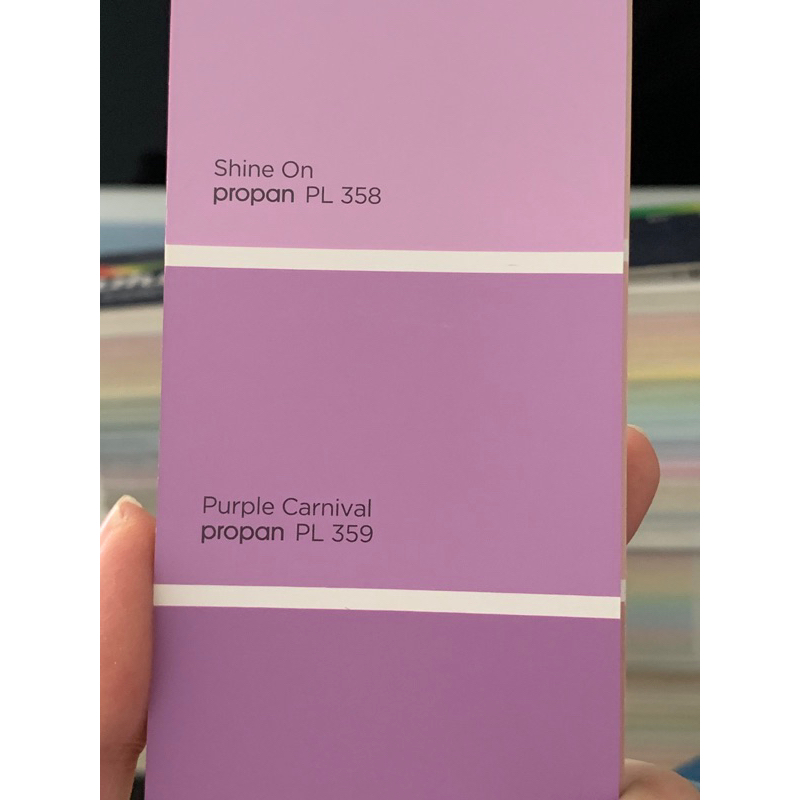 Shine On
propan PL 358
Purple Carnival
propan PL 359